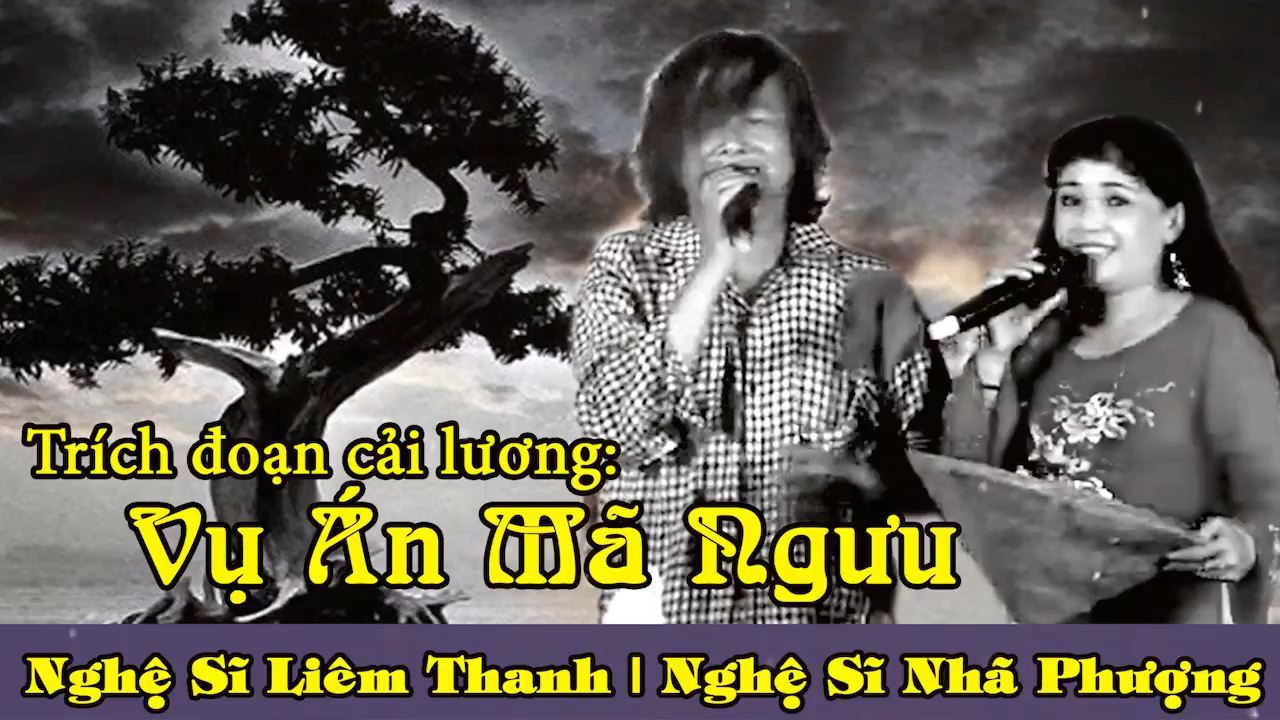 Trích đoạn cải lương:
Vụ Án Mã Ngưu
Nghệ Sĩ Liêm Thanh | Nghệ Sĩ Nhã Phượng